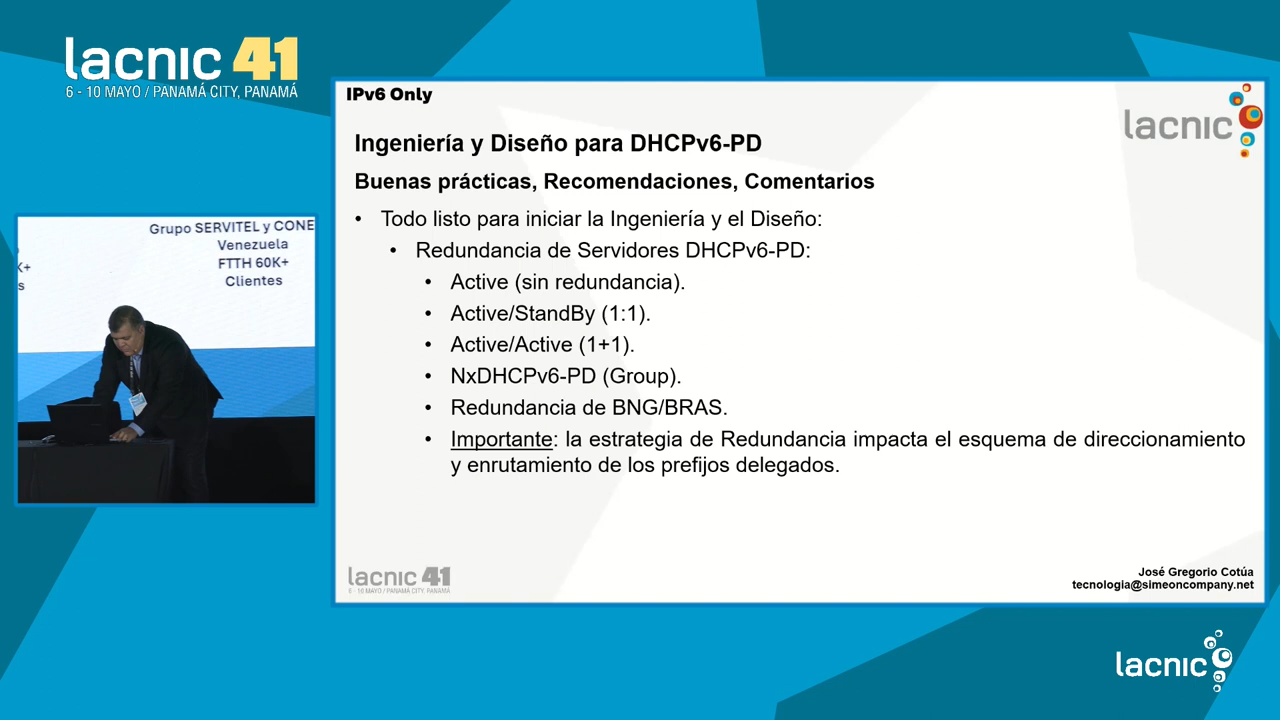 lacnic 41
6 - 10 MAYO / PANAMÁ CITY, PANAMÁ
Grupo SERVITEL y CONE
Venezuela
FTTH 60K+
Clientes
K+
s
IPv6 Only
lacnic
Ingeniería y Diseño para DHCPv6-PD
Buenas prácticas, Recomendaciones, Comentarios
• Todo listo para iniciar la Ingeniería y el Diseño:
• Redundancia de Servidores DHCPv6-PD:
• Active (sin redundancia).
• Active/StandBy (1:1).
• Active/Active (1+1).
• NxDHCPv6-PD (Group).
• Redundancia de BNG/BRAS.
• Importante: la estrategia de Redundancia impacta el esquema de direccionamiento
y enrutamiento de los prefijos delegados.
lacnic 41
6 - 10 MAYO / PANAMÁ CITY, PANAMÁ
José Gregorio Cotúa
tecnologia@simeoncompany.net
lacnic